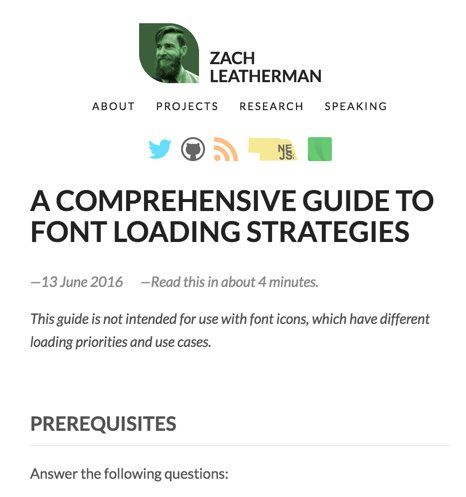 ZACH
LEATHERMAN
ABOUT PROJECTS RESEARCH SPEAKING
NE
JS
A COMPREHENSIVE GUIDE TO
FONT LOADING STRATEGIES
—13 June 2016 —Read this in about 4 minutes.
This guide is not intended for use with font icons, which have different
loading priorities and use cases.
PREREQUISITES
Answer the following questions: